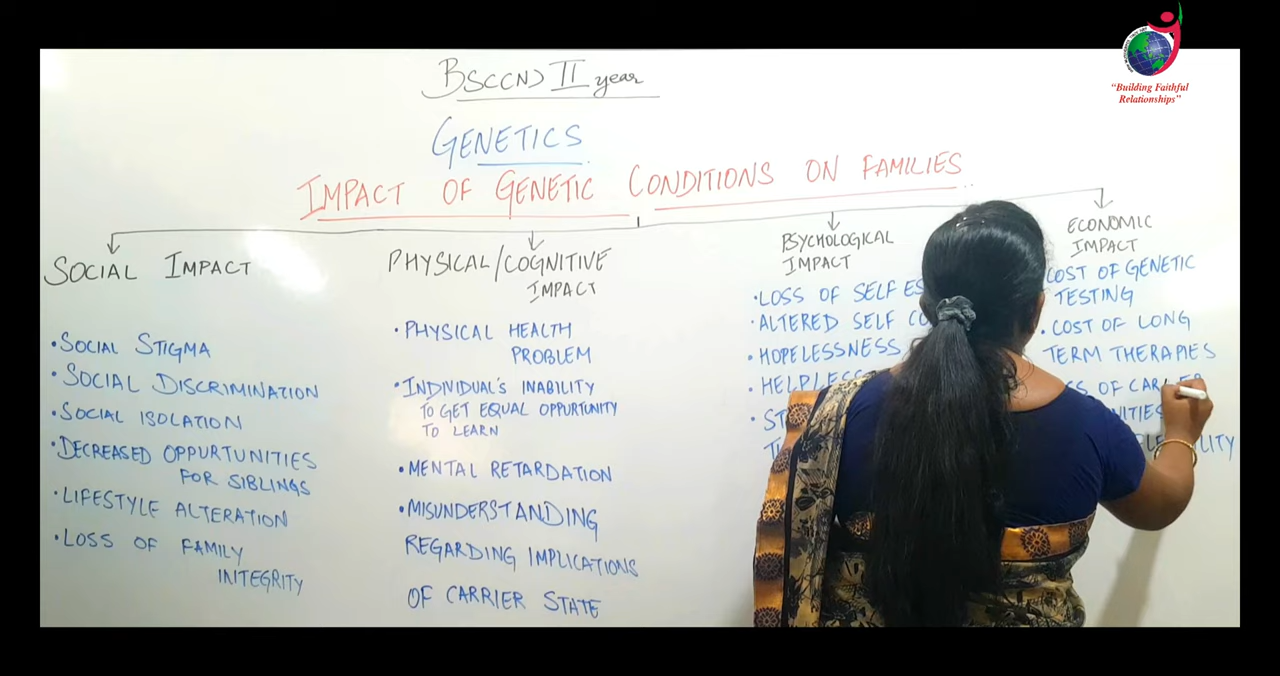 BSC(N) II year
GENETICS
IMPACT OF GENETIC CONDITIONS ON FAMILIES
SOCIAL IMPACT
• SOCIAL STIGMA
• SOCIAL DISCRIMINATION
• SOCIAL ISOLATION
• DECREASED OPPURTUNITIES
FOR SIBLINGS
• LIFESTYLE ALTERATION
• LOSS OF FAMILY
INTEGRITY
PHYSICAL/COGNITIVE
IMPACT
• PHYSICAL HEALTH
PROBLEM
• INDIVIDUAL'S INABILITY
TO GET EQUAL OPPURTUNITY
TO LEARN
• MENTAL RETARDATION
• MISUNDERSTANDING
REGARDING IMPLICATIONS
OF CARRIER STATE
PSYCHOLOGICAL
IMPACT
• LOSS OF SELF
• ALTERED SELF
• HOPELESSNESS
ECONOMIC
IMPACT
COST OF GENETIC
TESTING
• COST OF LONG
TERM THERAPIES
OF
"Building Faithful
Relationships"